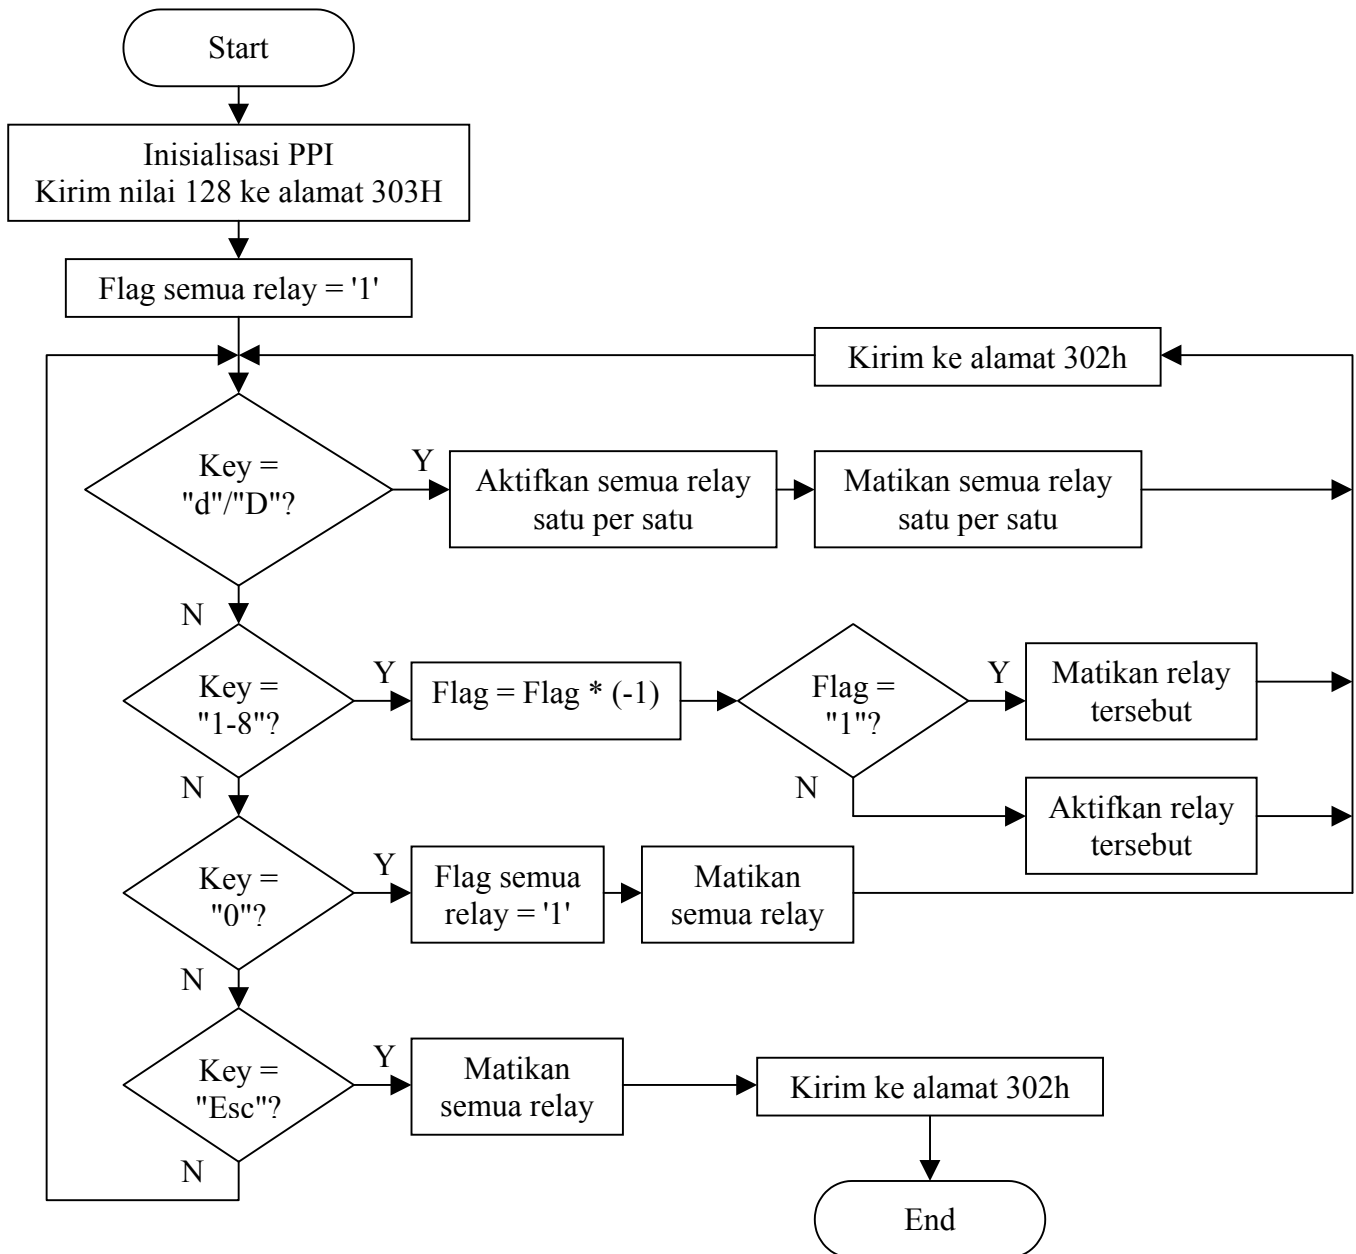 Start
Inisialisasi PPI
Kirim nilai 128 ke alamat 303H
Flag semua relay = '1'
Kirim ke alamat 302h
Key =
"d"/"D"?
Y
Aktifkan semua relay
satu per satu
Matikan semua relay
satu per satu
N
Key =
"1-8"?
Y
Flag = Flag * (-1)
Flag =
"1"?
Y
Matikan relay
tersebut
N
Aktifkan relay
tersebut
N
Key =
"0"?
Y
Flag semua
relay = '1'
Matikan
semua relay
N
Key =
"Esc"?
Y
Matikan
semua relay
Kirim ke alamat 302h
N
End